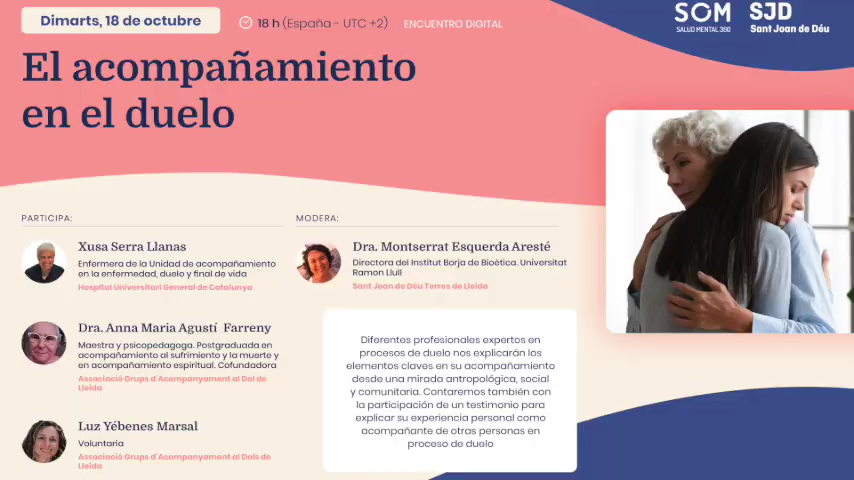 Dimarts, 18 de octubre
18 h (España - UTC +2)
ENCUENTRO DIGITAL
SOM
SALUD MENTAL 360
SJD
Sant Joan de Déu
El acompañamiento
en el duelo
PARTICIPA:
Xusa Serra Llanas
Enfermera de la Unidad de acompañamiento
en la enfermedad, duelo y final de vida
Hospital Universitari General de Catalunya
Dra. Anna Maria Agustí Farreny
Maestra y psicopedagoga. Postgraduada en
acompañamiento al sufrimiento y la muerte y
en acompañamiento espiritual. Cofundadora
Associació Grups d'Acompanyament al Dol de
Lleida
Luz Yébenes Marsal
Voluntaria
Associació Grups d'Acompanyament al Dols de
Lleida
MODERA:
Dra. Montserrat Esquerda Aresté
Directora del Institut Borja de Bioètica. Universitat
Ramon Llull
Sant Joan de Déu Terres de Lleida
Diferentes profesionales expertos en
procesos de duelo nos explicarán los
elementos claves en su acompañamiento
desde una mirada antropológica, social
y comunitaria. Contaremos también con
la participación de un testimonio para
explicar su experiencia personal como
acompañante de otras personas en
proceso de duelo